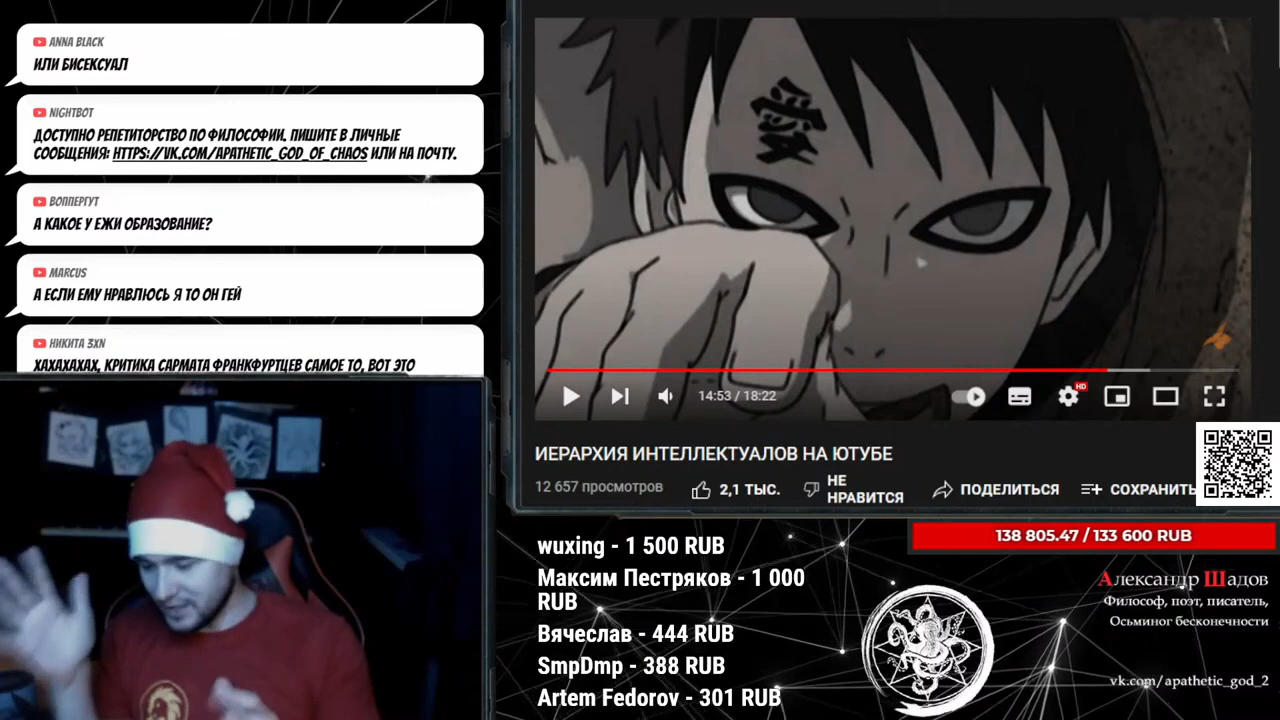 ANNA BLACK
ИЛИ БИСЕКСУАЛ
NIGHTBOT
ДОСТУПНО РЕПЕТИТОРСТВО ПО ФИЛОСОФИИ. ПИШИТЕ В ЛИЧНЫЕ
СООБЩЕНИЯ: HTTPS://VK.COM/APATHETIC_GOD_OF_CHAOS ИЛИ НА ПОЧТУ.
ВОППЕРГУТ
А КАКОЕ У ЕЖИ ОБРАЗОВАНИЕ?
MARCUS
А ЕСЛИ ЕМУ НРАВЛЮСЬ Я ТО ОН ГЕЙ
НИКИТА 3XN
ХАХАХАХАХ, КРИТИКА САРМАТА ФРАНКФУРТЦЕВ САМОЕ ТО, ВОТ ЭТО
愛
14:53 / 18:22
HD
ИЕРАРХИЯ ИНТЕЛЛЕКТУАЛОВ НА ЮТУБЕ
12 657 просмотров
2,1 ТЫС.
НЕ
НРАВИТСЯ
ПОДЕЛИТЬСЯ
СОХРАНИТЬ
138 805.47 / 133 600 RUB
wuxing - 1 500 RUB
Максим Пестряков - 1 000
RUB
Вячеслав - 444 RUB
SmpDmp - 388 RUB
Artem Fedorov - 301 RUB
Александр Шадов
Философ, поэт, писатель,
Осьминог бесконечности
vk.com/apathetic_god_2